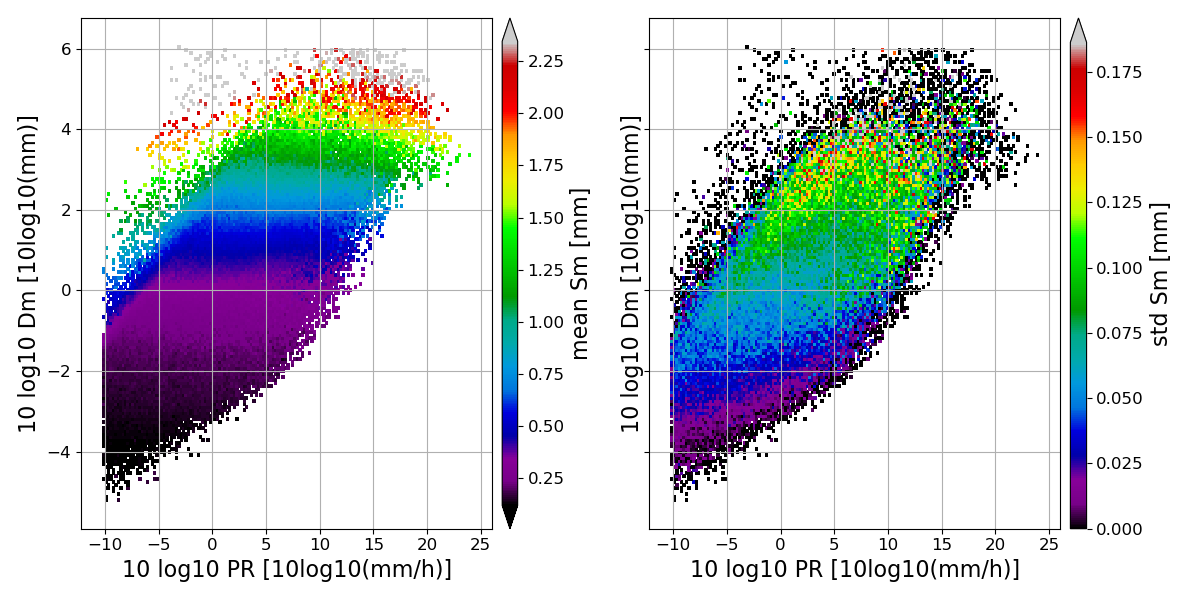 10 log10 Dm [10log10(mm)]
6
4
2
0
−2
−4
−10 −5 0 5 10 15 20 25
10 log10 PR [10log10(mm/h)]
2.25
2.00
1.75
1.50
1.25
1.00
0.75
0.50
0.25
mean Sm [mm]
10 log10 Dm [10log10(mm)]
−10 −5 0 5 10 15 20 25
10 log10 PR [10log10(mm/h)]
0.175
0.150
0.125
0.100
0.075
0.050
0.025
0.000
std Sm [mm]